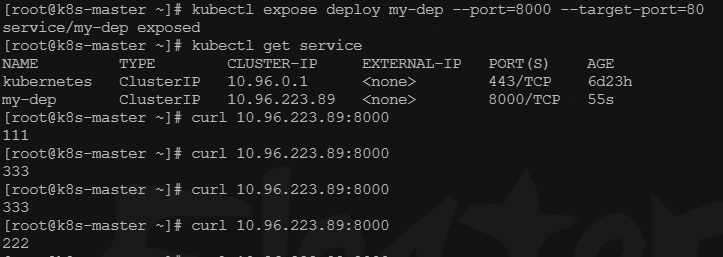 [root@k8s-master ~]# kubectl expose deploy my-dep --port=8000 --target-port=80
service/my-dep exposed
[root@k8s-master ~]# kubectl get service
NAME         TYPE        CLUSTER-IP     EXTERNAL-IP   PORT(S)    AGE
kubernetes   ClusterIP   10.96.0.1      <none>        443/TCP    6d23h
my-dep       ClusterIP   10.96.223.89   <none>        8000/TCP   55s
[root@k8s-master ~]# curl 10.96.223.89:8000
111
[root@k8s-master ~]# curl 10.96.223.89:8000
333
[root@k8s-master ~]# curl 10.96.223.89:8000
333
[root@k8s-master ~]# curl 10.96.223.89:8000
222